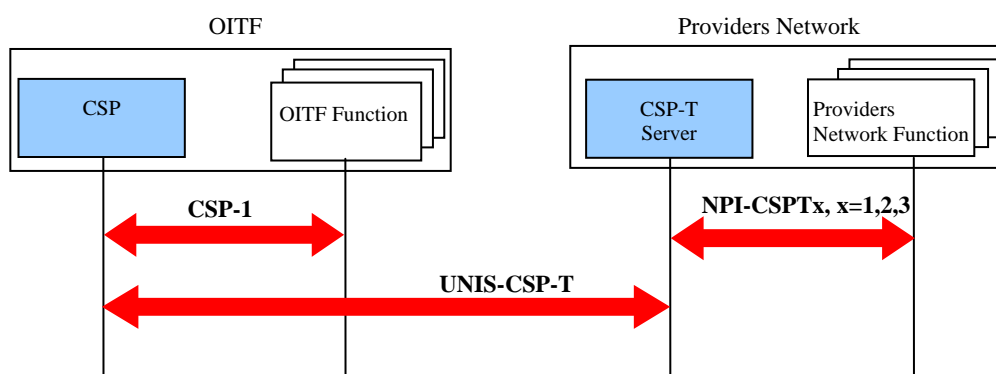 OITF
Providers Network
CSP
OITF Function
CSP-T
Server
Providers
Network Function
CSP-1
NPI-CSPTx, x=1,2,3
UNIS-CSP-T